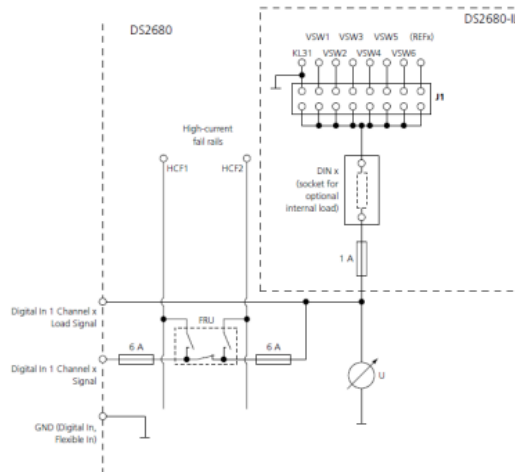 DS2680
DS2680-I
VSW1 VSW3 VSW5 (REFx)
KL31 VSW2 VSW4 VSW6
J1
High-current
fail rails
HCF1
HCF2
DIN x
(socket for
optional
internal load)
1 A
Digital In 1 Channel x
Load Signal
FRU
6 A
6 A
Digital In 1 Channel x
Signal
U
GND (Digital In,
Flexible In)